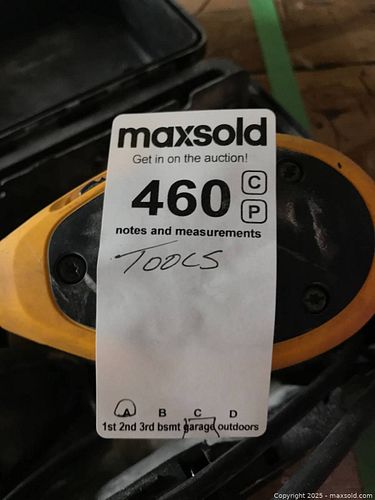 maxsold
Get in on the auction!
460
C
P
notes and measurements
TOOLS
A B C D
1st 2nd 3rd bsmt garage outdoors
Copyright 2025 - maxsold.com